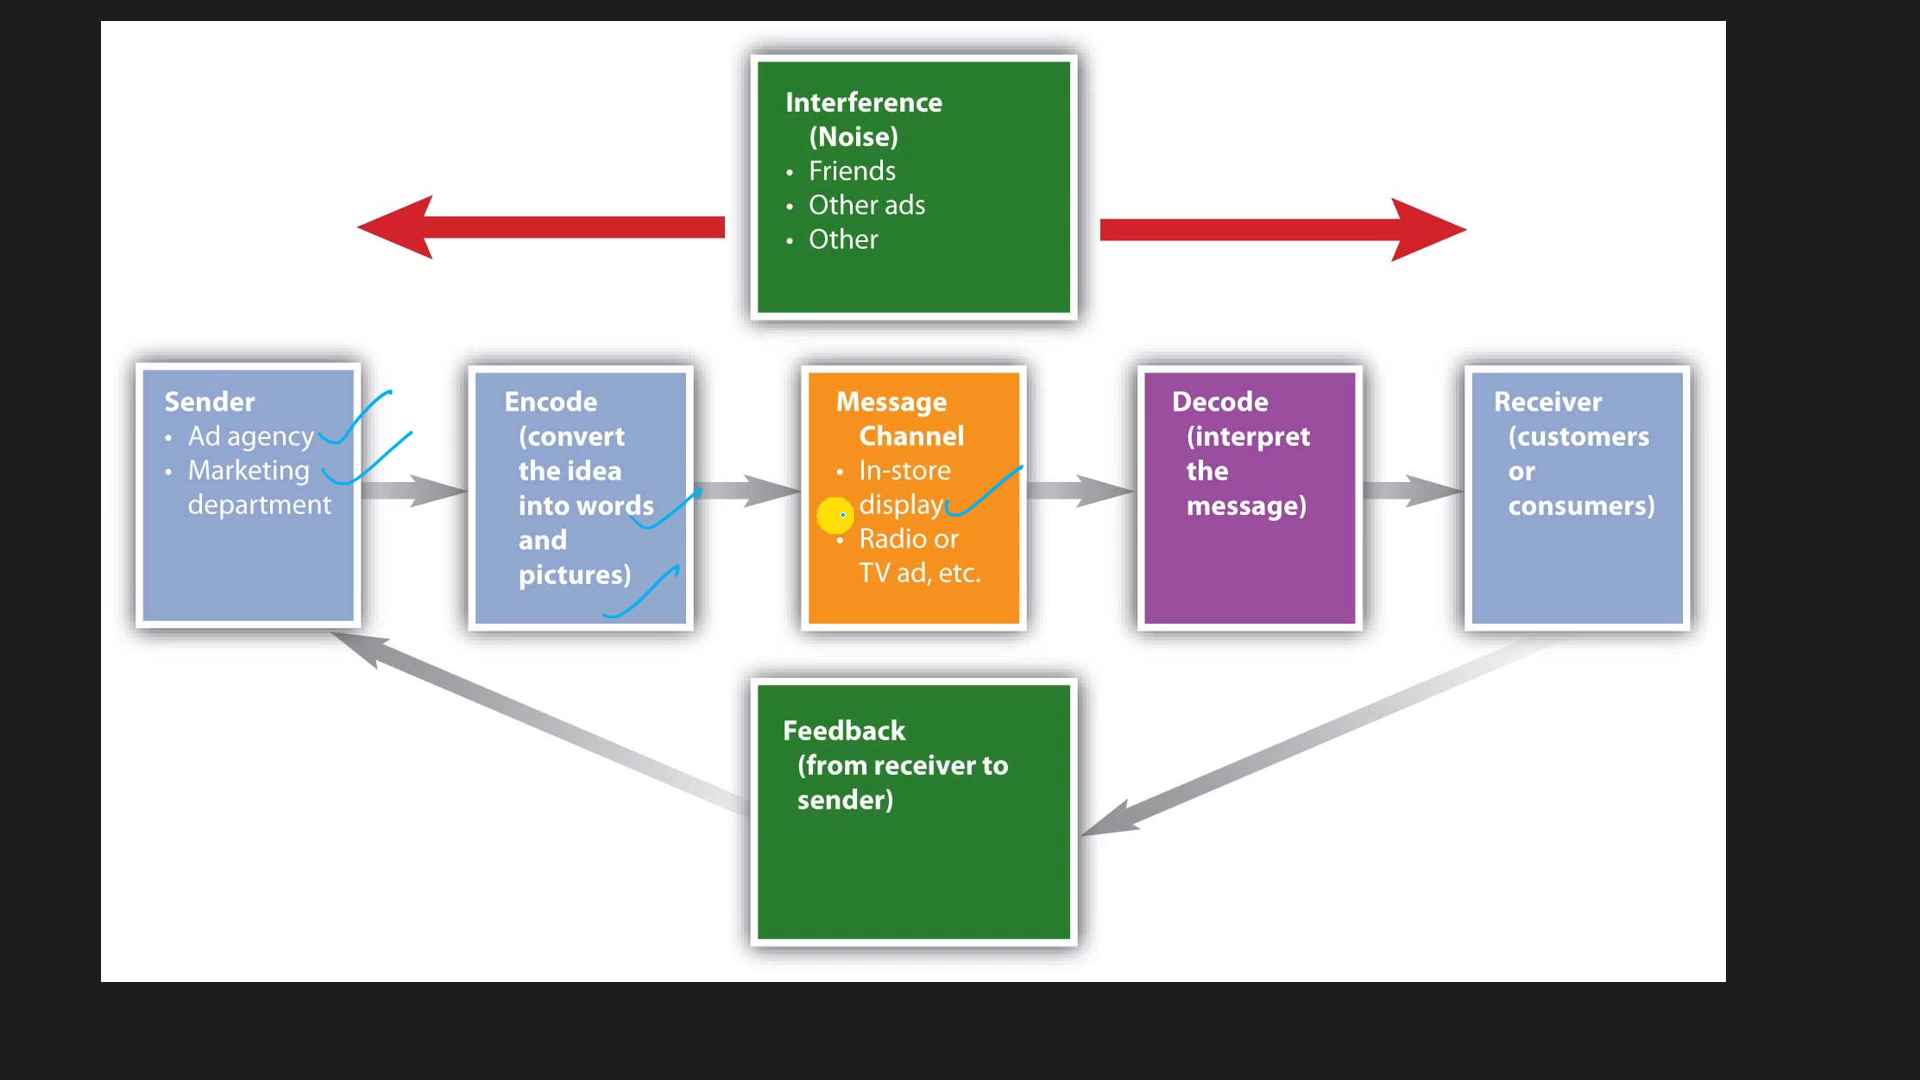 Interference
(Noise)
• Friends
• Other ads
• Other
Sender
• Ad agency
• Marketing
department
Encode
(convert
the idea
into words
and
pictures)
Message
Channel
• In-store
display
• Radio or
TV ad, etc.
Decode
(interpret
the
message)
Receiver
(customers
or
consumers)
Feedback
(from receiver to
sender)